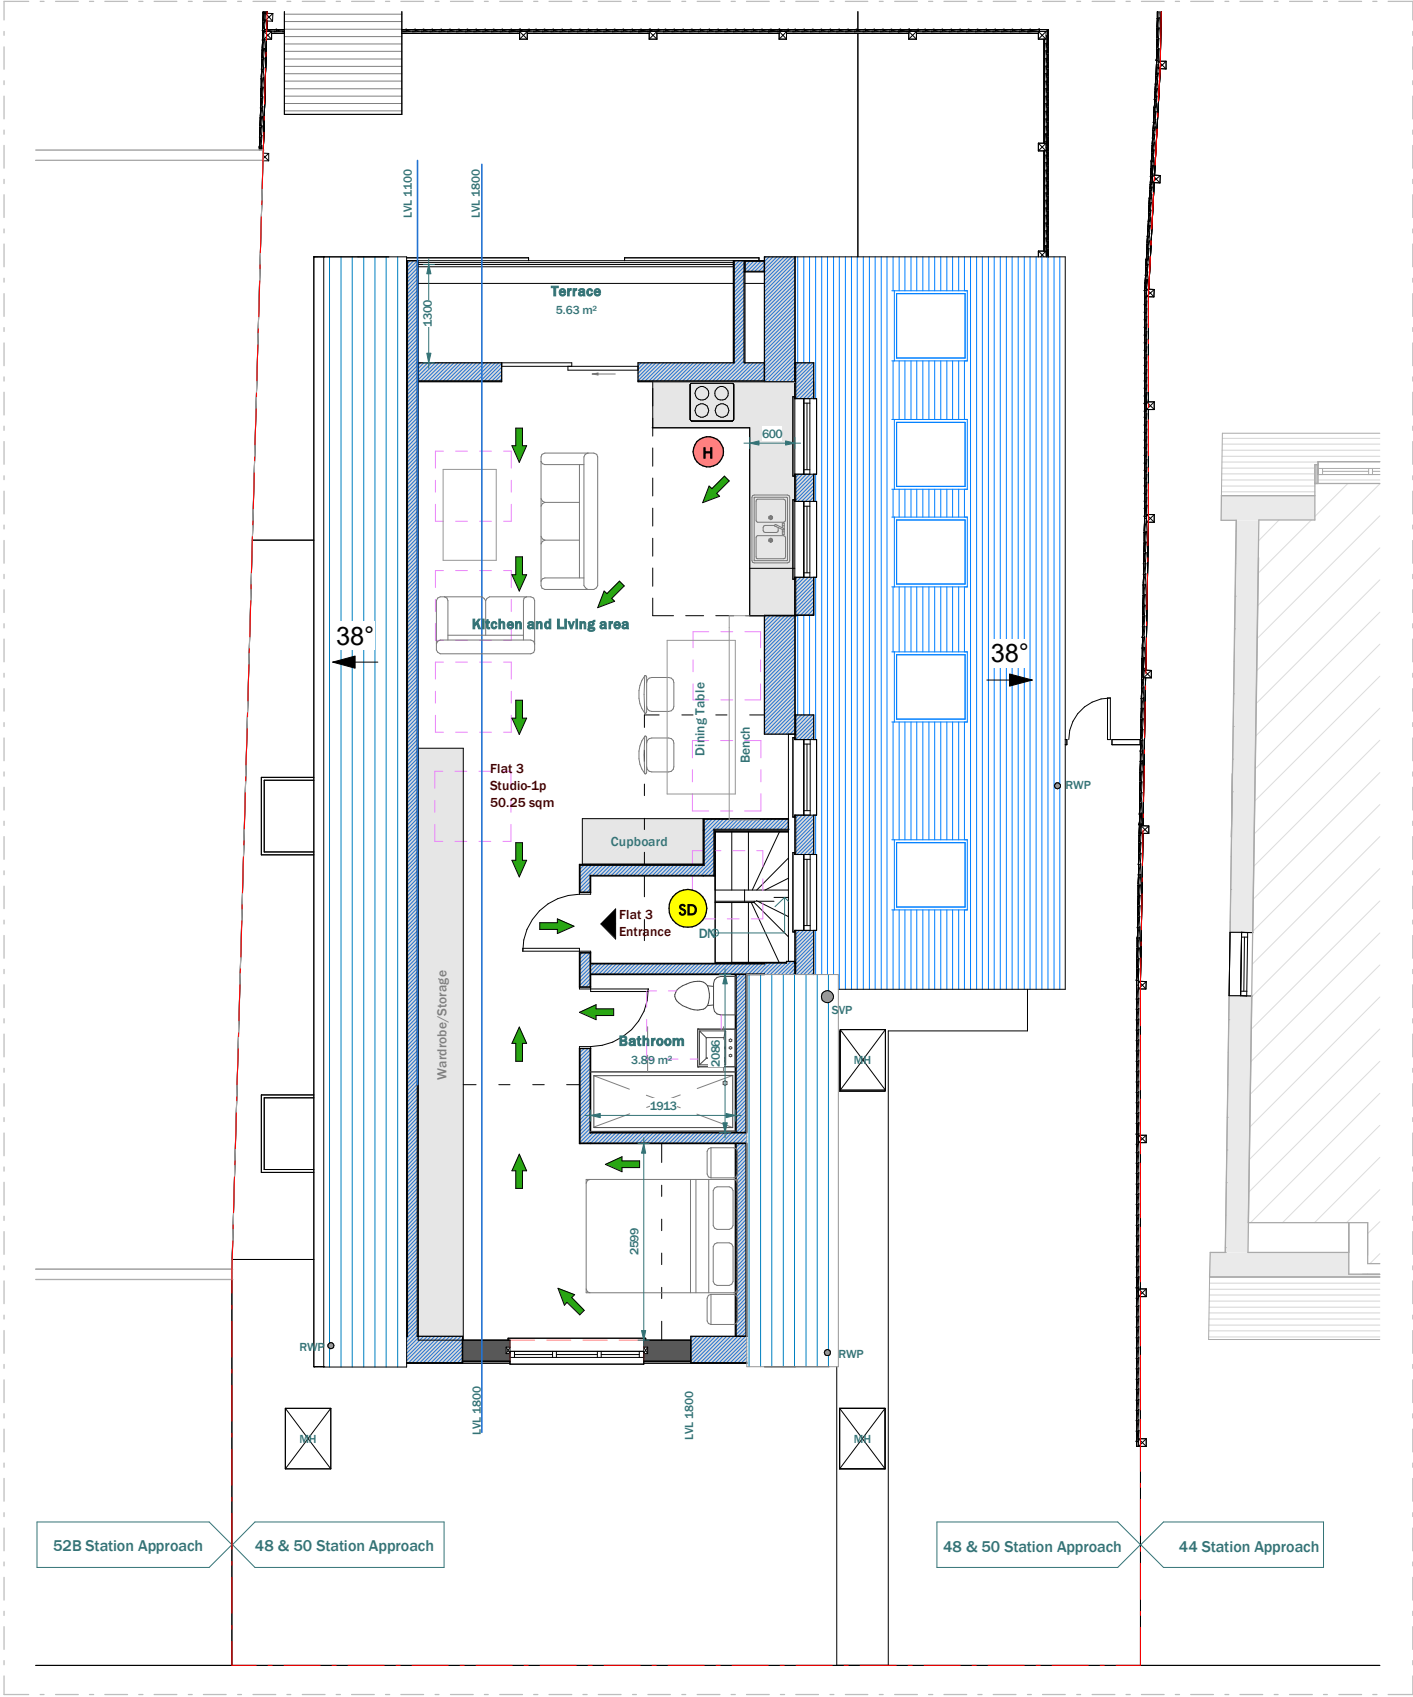 LVL 1100
LVL 1800
Terrace
5.63 m²
1300
600
H
Kitchen and Living area
38°
38°
Dining Table
Bench
Flat 3
Studio-1p
50.25 sqm
RWP
Cupboard
SD
Flat 3
Entrance
DN
Wardrobe/Storage
SVP
Bathroom
3.89 m²
2086
MH
1913
2599
RWP
RWP
LVL 1800
LVL 1800
MH
MH
52B Station Approach
48 & 50 Station Approach
48 & 50 Station Approach
44 Station Approach